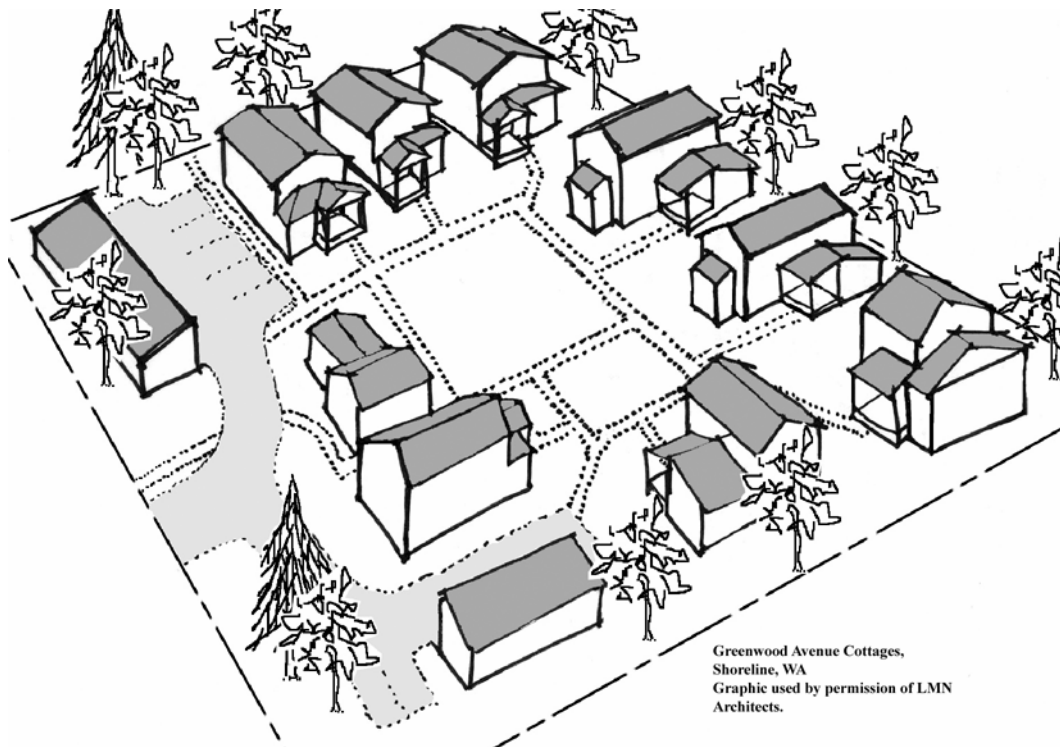 Greenwood Avenue Cottages,
Shoreline, WA
Graphic used by permission of LMN
Architects.